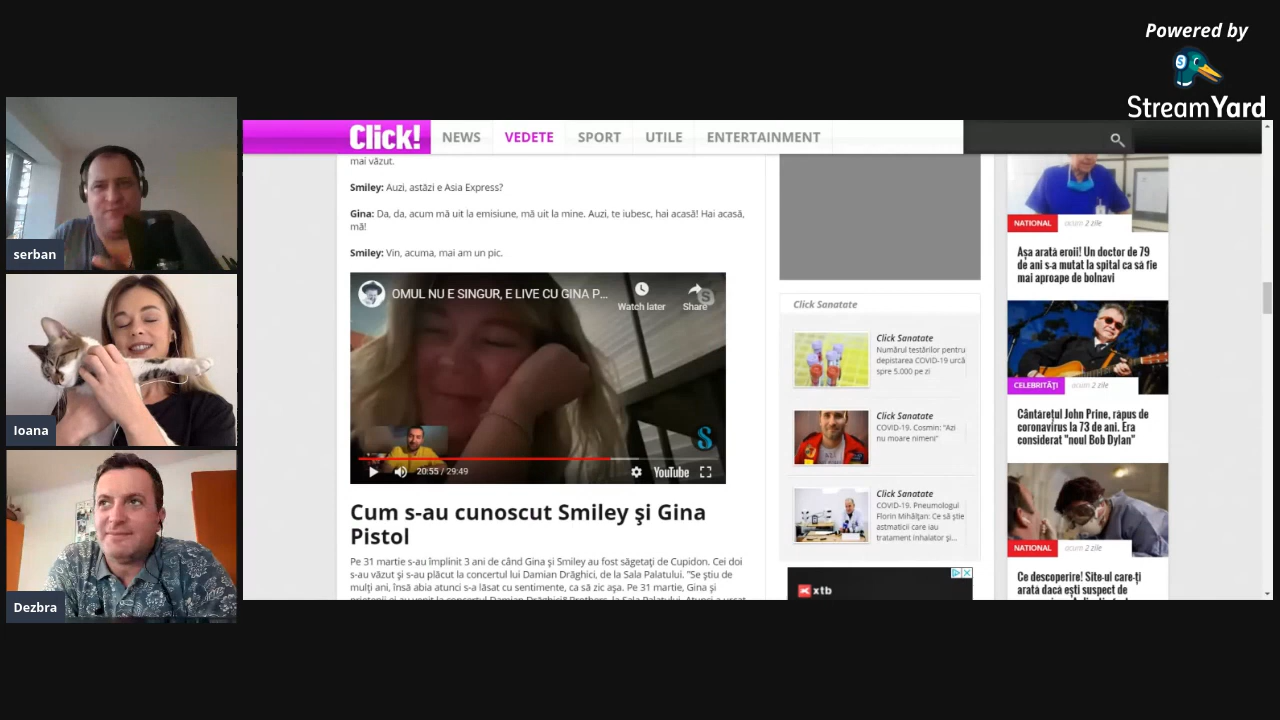 Powered by
StreamYard
serban
Ioana
Dezbra
Click!
NEWS
VEDETE
SPORT
UTILE
ENTERTAINMENT
mai văzut.
Smiley: Auzi, astăzi e Asia Express?
Gina: Da, da, acum mă uit la emisiune, mă uit la mine. Auzi, te iubesc, hai acasă! Hai acasă,
mă!
Smiley: Vin, acuma, mai am un pic.
OMUL NU E SINGUR, E LIVE CU GINA P...
Watch later
Share
S
20:55 / 29:49
YouTube
Cum s-au cunoscut Smiley şi Gina
Pistol
Pe 31 martie s-au împlinit 3 ani de când Gina şi Smiley au fost săgetaţi de Cupidon. Cei doi
s-au văzut şi s-au plăcut la concertul lui Damian Drăghici, de la Sala Palatului. "Se ştiu de
mulţi ani, însă abia atunci s-a lăsat cu sentimente, ca să zic aşa. Pe 31 martie, Gina şi
Click Sanatate
Click Sanatate
Numărul testărilor pentru
depistarea COVID-19 urcă
spre 5.000 pe zi
Click Sanatate
COVID-19. Cosmin: "Azi
nu moare nimeni"
Click Sanatate
COVID-19. Pneumologul
Florin Mihălţan: Ce să ştie
astmaticii care iau
tratament inhalator şi...
xtb
NATIONAL
acum 2 zile
Aşa arată eroii! Un doctor de 79
de ani s-a mutat la spital ca să fie
mai aproape de bolnavi
CELEBRITĂŢI
acum 2 zile
Cântăreţul John Prine, răpus de
coronavirus la 73 de ani. Era
considerat "noul Bob Dylan"
NATIONAL
acum 2 zile
Ce descoperire! Site-ul care-ţi
arată dacă eşti suspect de